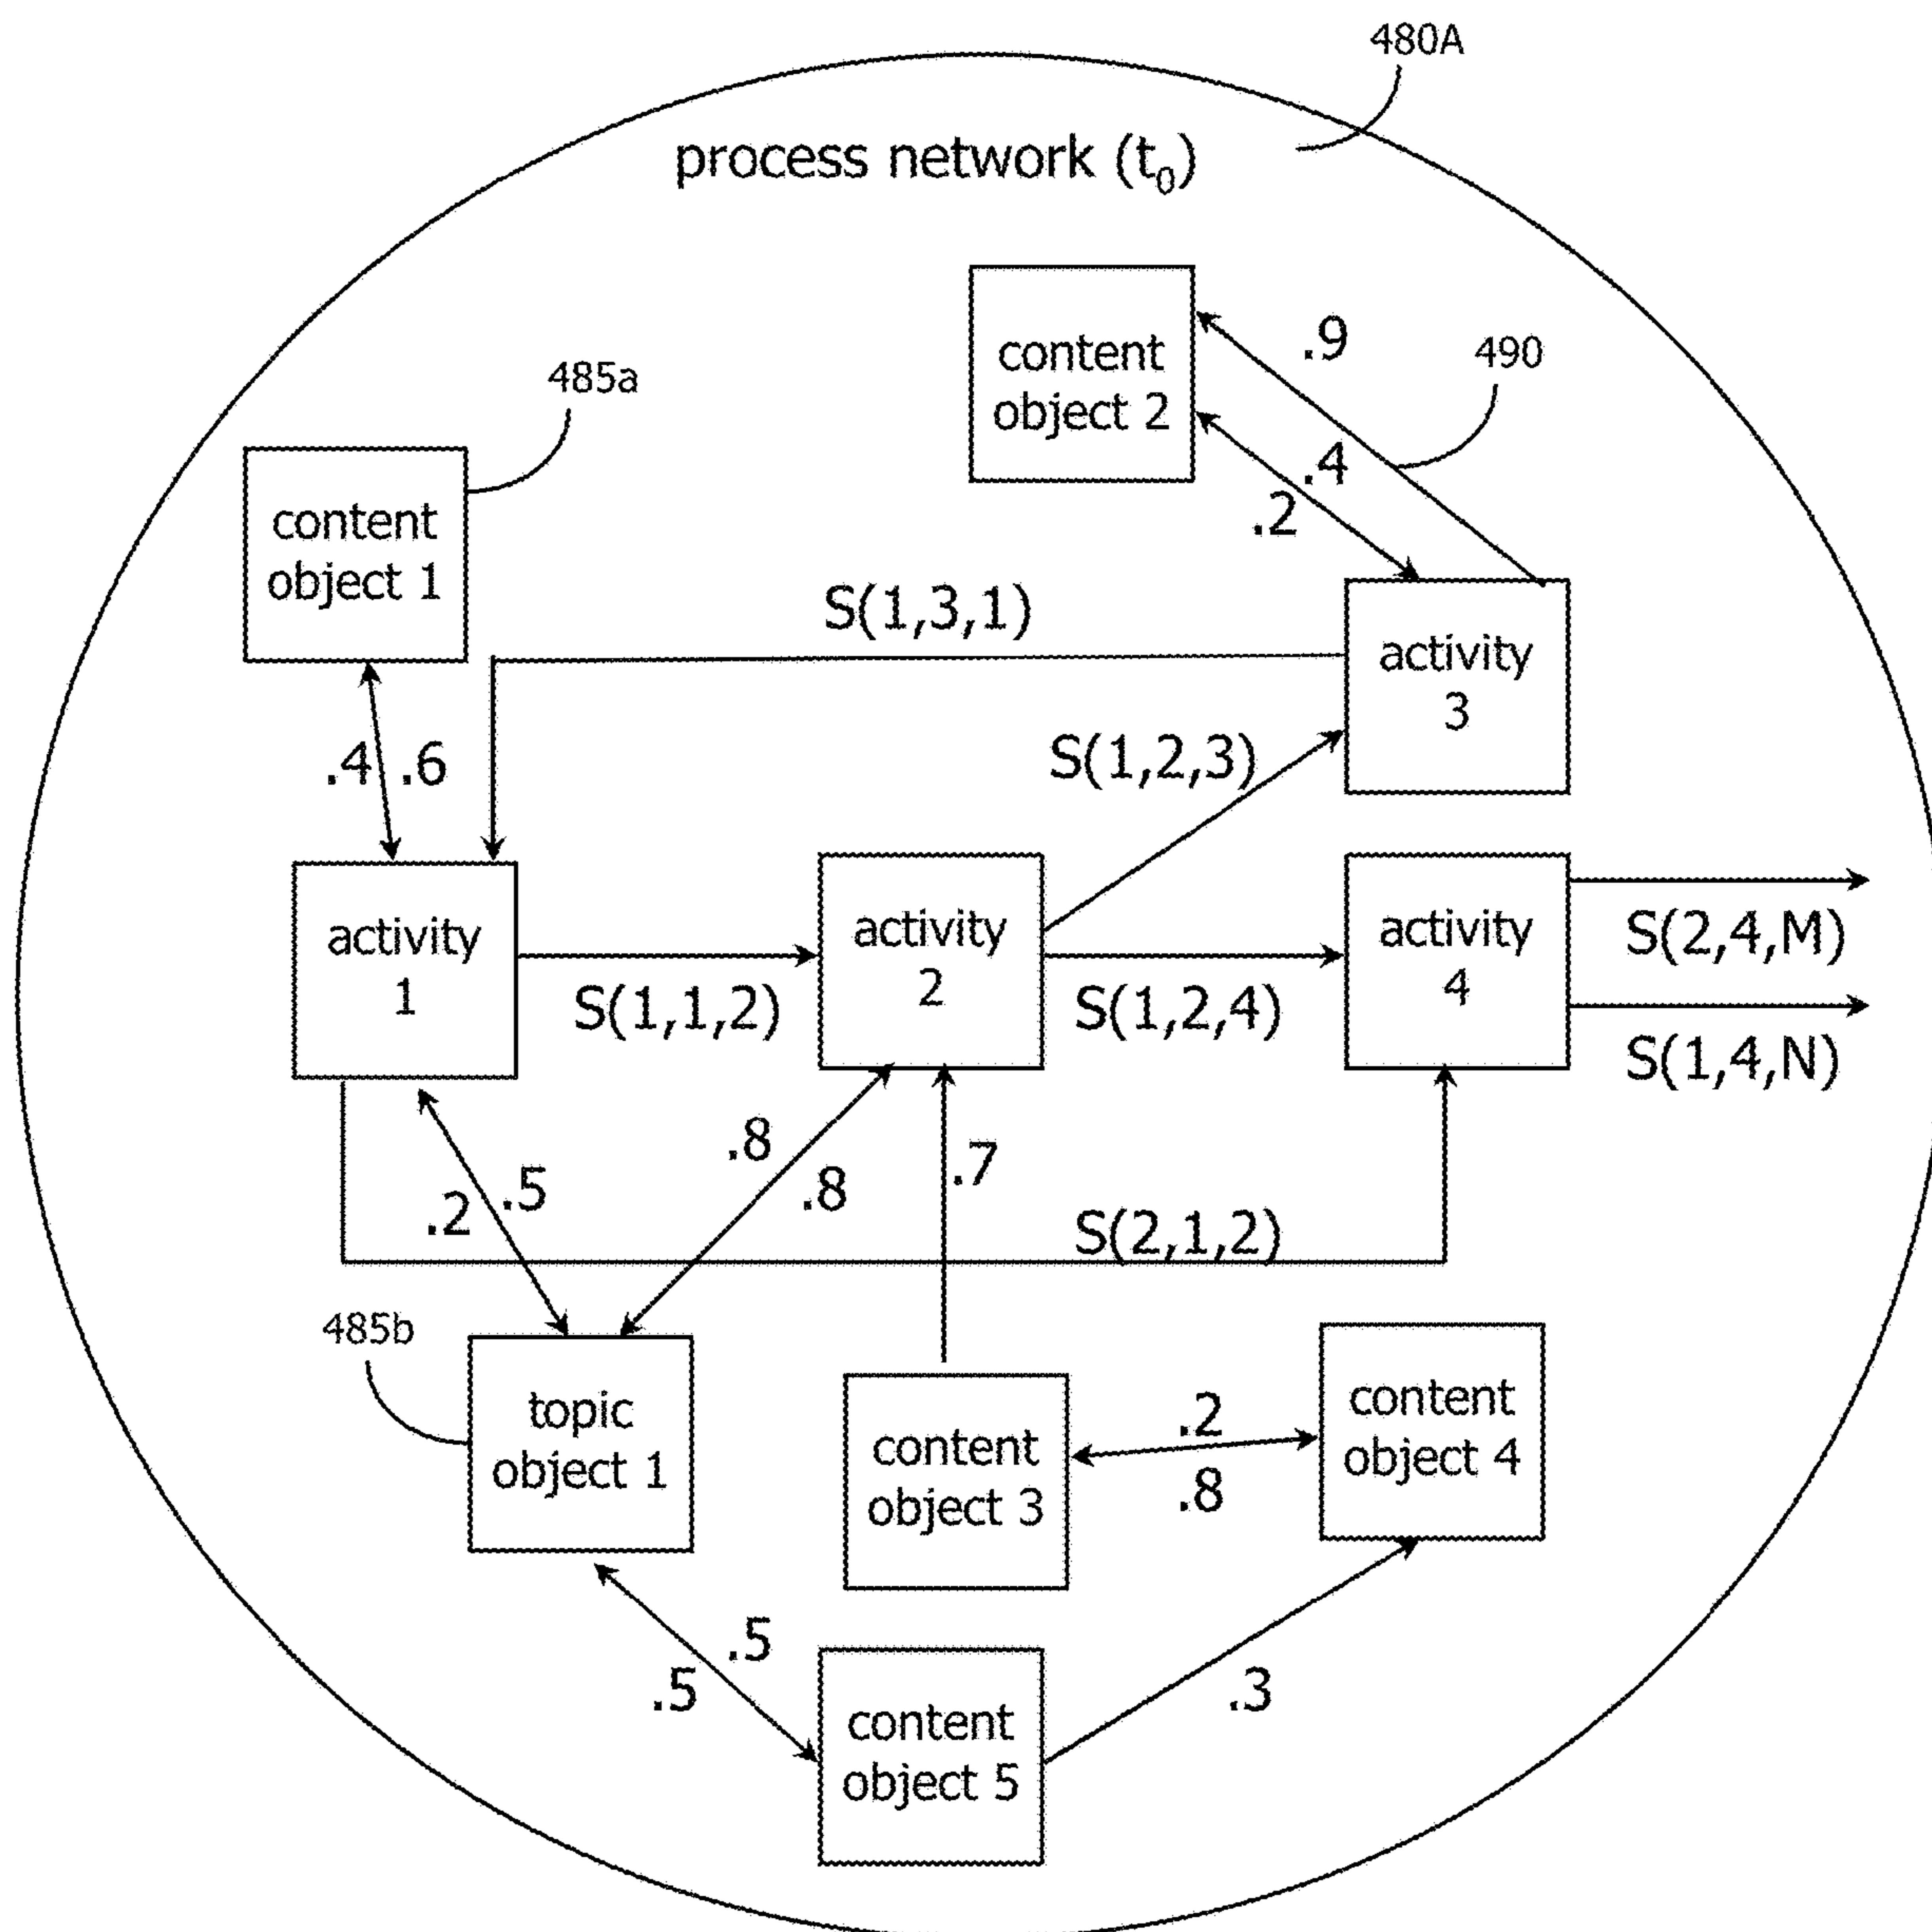 480A
process network (t₀)
content
object 2
.9
490
.4
.2
485a
content
object 1
S(1,3,1)
activity
3
.4
.6
S(1,2,3)
activity
1
S(1,1,2)
activity
2
S(1,2,4)
activity
4
S(2,4,M)
S(1,4,N)
.8
.8
.7
.5
.2
S(2,1,2)
485b
topic
object 1
content
object 3
.2
.8
content
object 4
.5
.5
content
object 5
.3